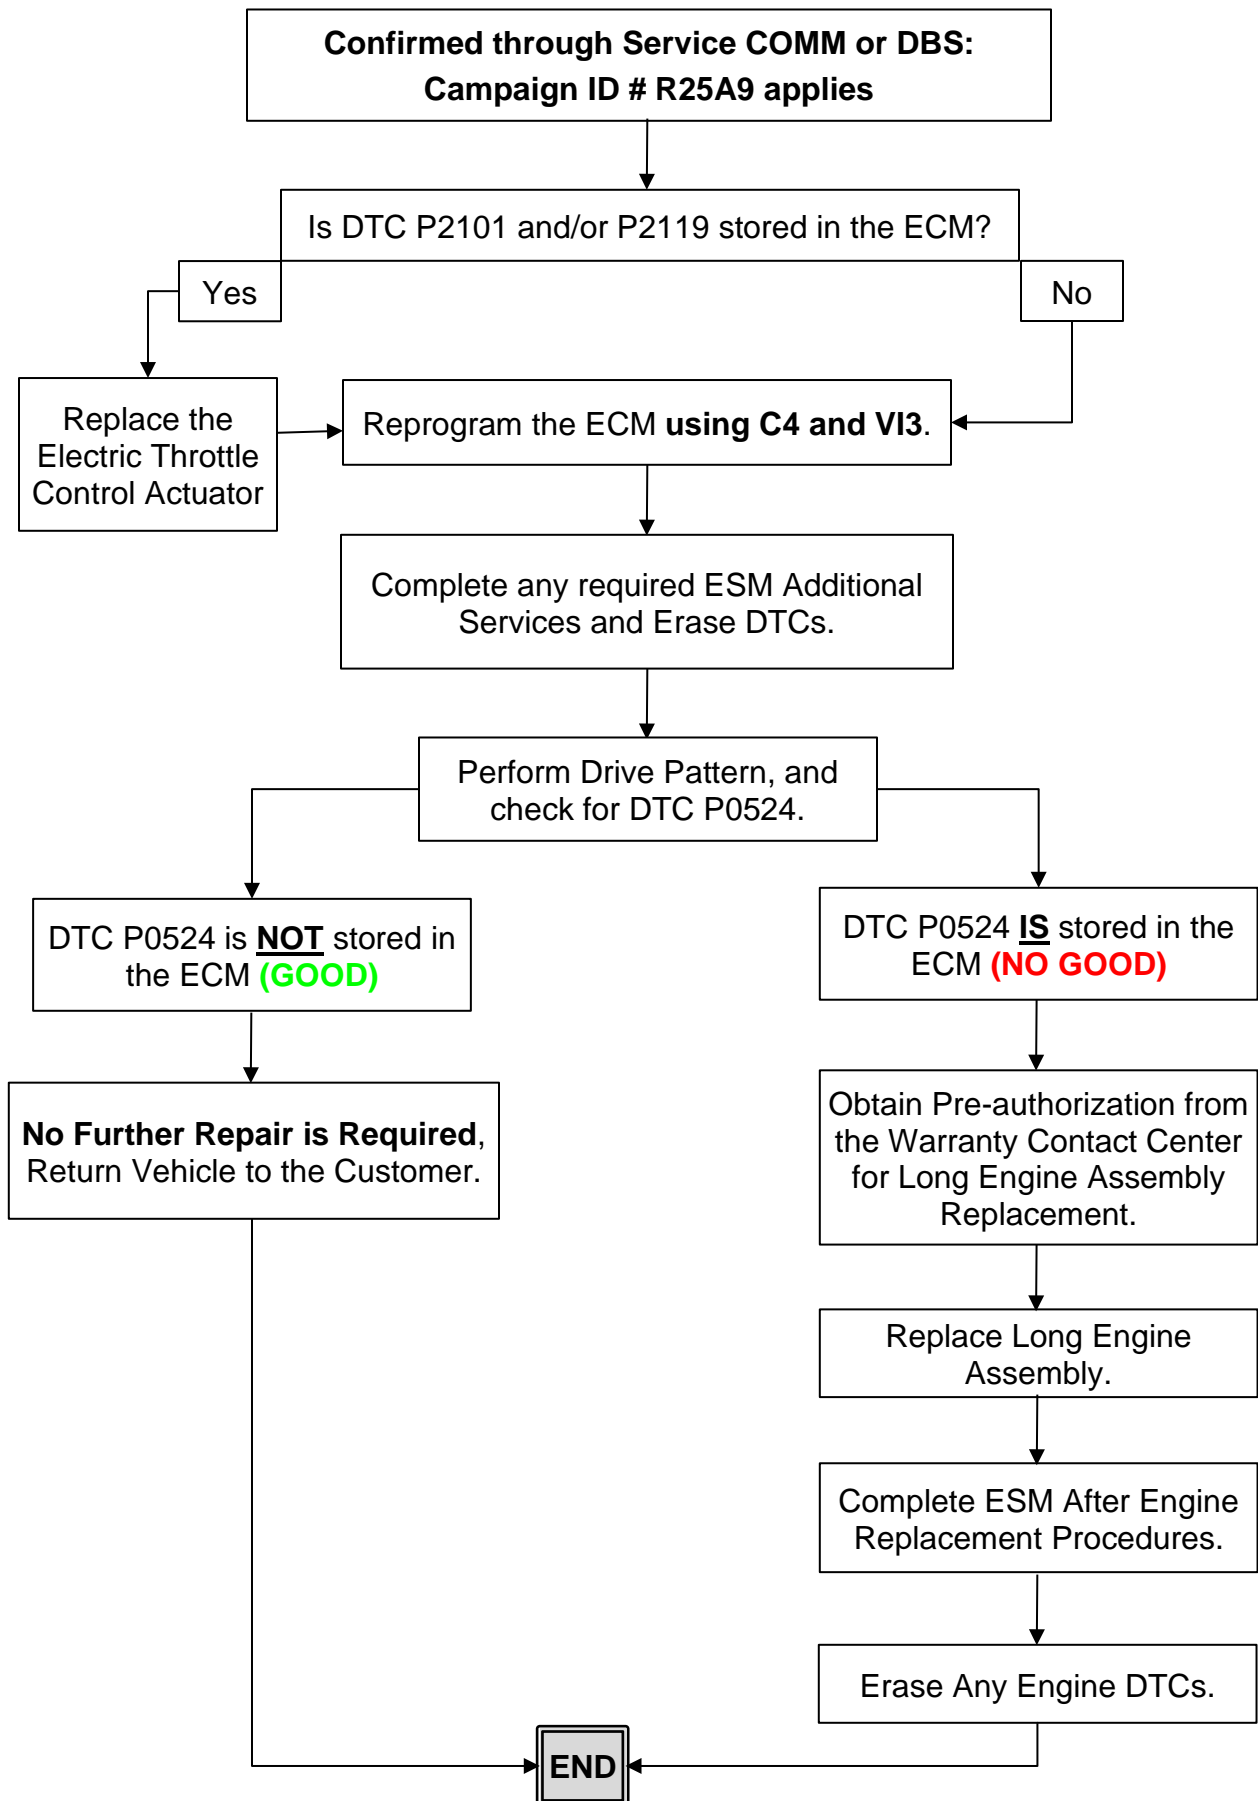 Confirmed through Service COMM or DBS:
Campaign ID # R25A9 applies
Is DTC P2101 and/or P2119 stored in the ECM?
Yes
No
Replace the
Electric Throttle
Control Actuator
Reprogram the ECM using C4 and VI3.
Complete any required ESM Additional
Services and Erase DTCs.
Perform Drive Pattern, and
check for DTC P0524.
DTC P0524 is NOT stored in
the ECM (GOOD)
DTC P0524 IS stored in the
ECM (NO GOOD)
No Further Repair is Required,
Return Vehicle to the Customer.
Obtain Pre-authorization from
the Warranty Contact Center
for Long Engine Assembly
Replacement.
Replace Long Engine
Assembly.
Complete ESM After Engine
Replacement Procedures.
Erase Any Engine DTCs.
END